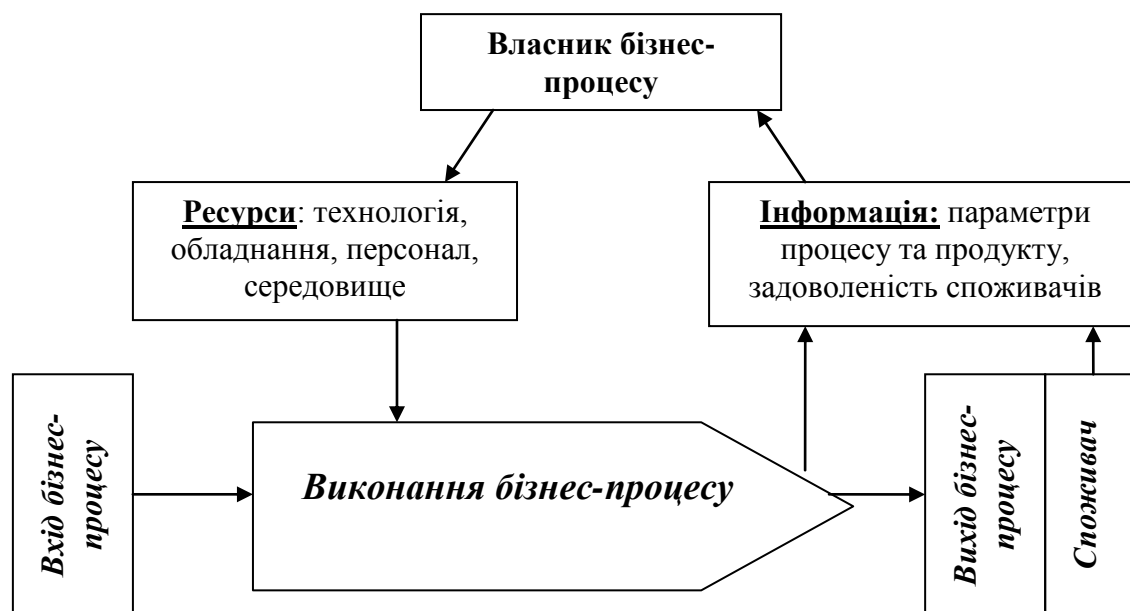 Власник бізнес-
процесу
Ресурси: технологія,
обладнання, персонал,
середовище
Інформація: параметри
процесу та продукту,
задоволеність споживачів
Вхід бізнес-
процесу
Виконання бізнес-процесу
Вихід бізнес-
процесу
Споживач